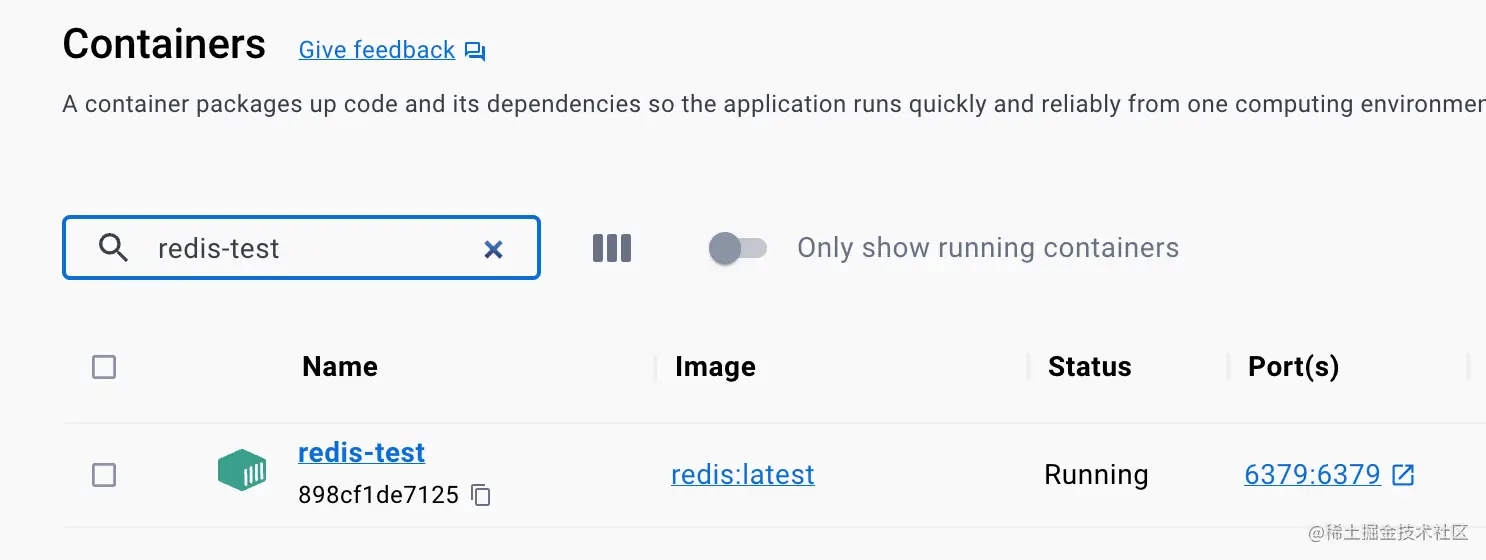 Containers Give feedback
A container packages up code and its dependencies so the application runs quickly and reliably from one computing
redis-test Only show running containers
Name Image Status Port(s)
redis-test
redis:latest Running 6379:6379
898cf1de7125
@稀土掘金技术社区